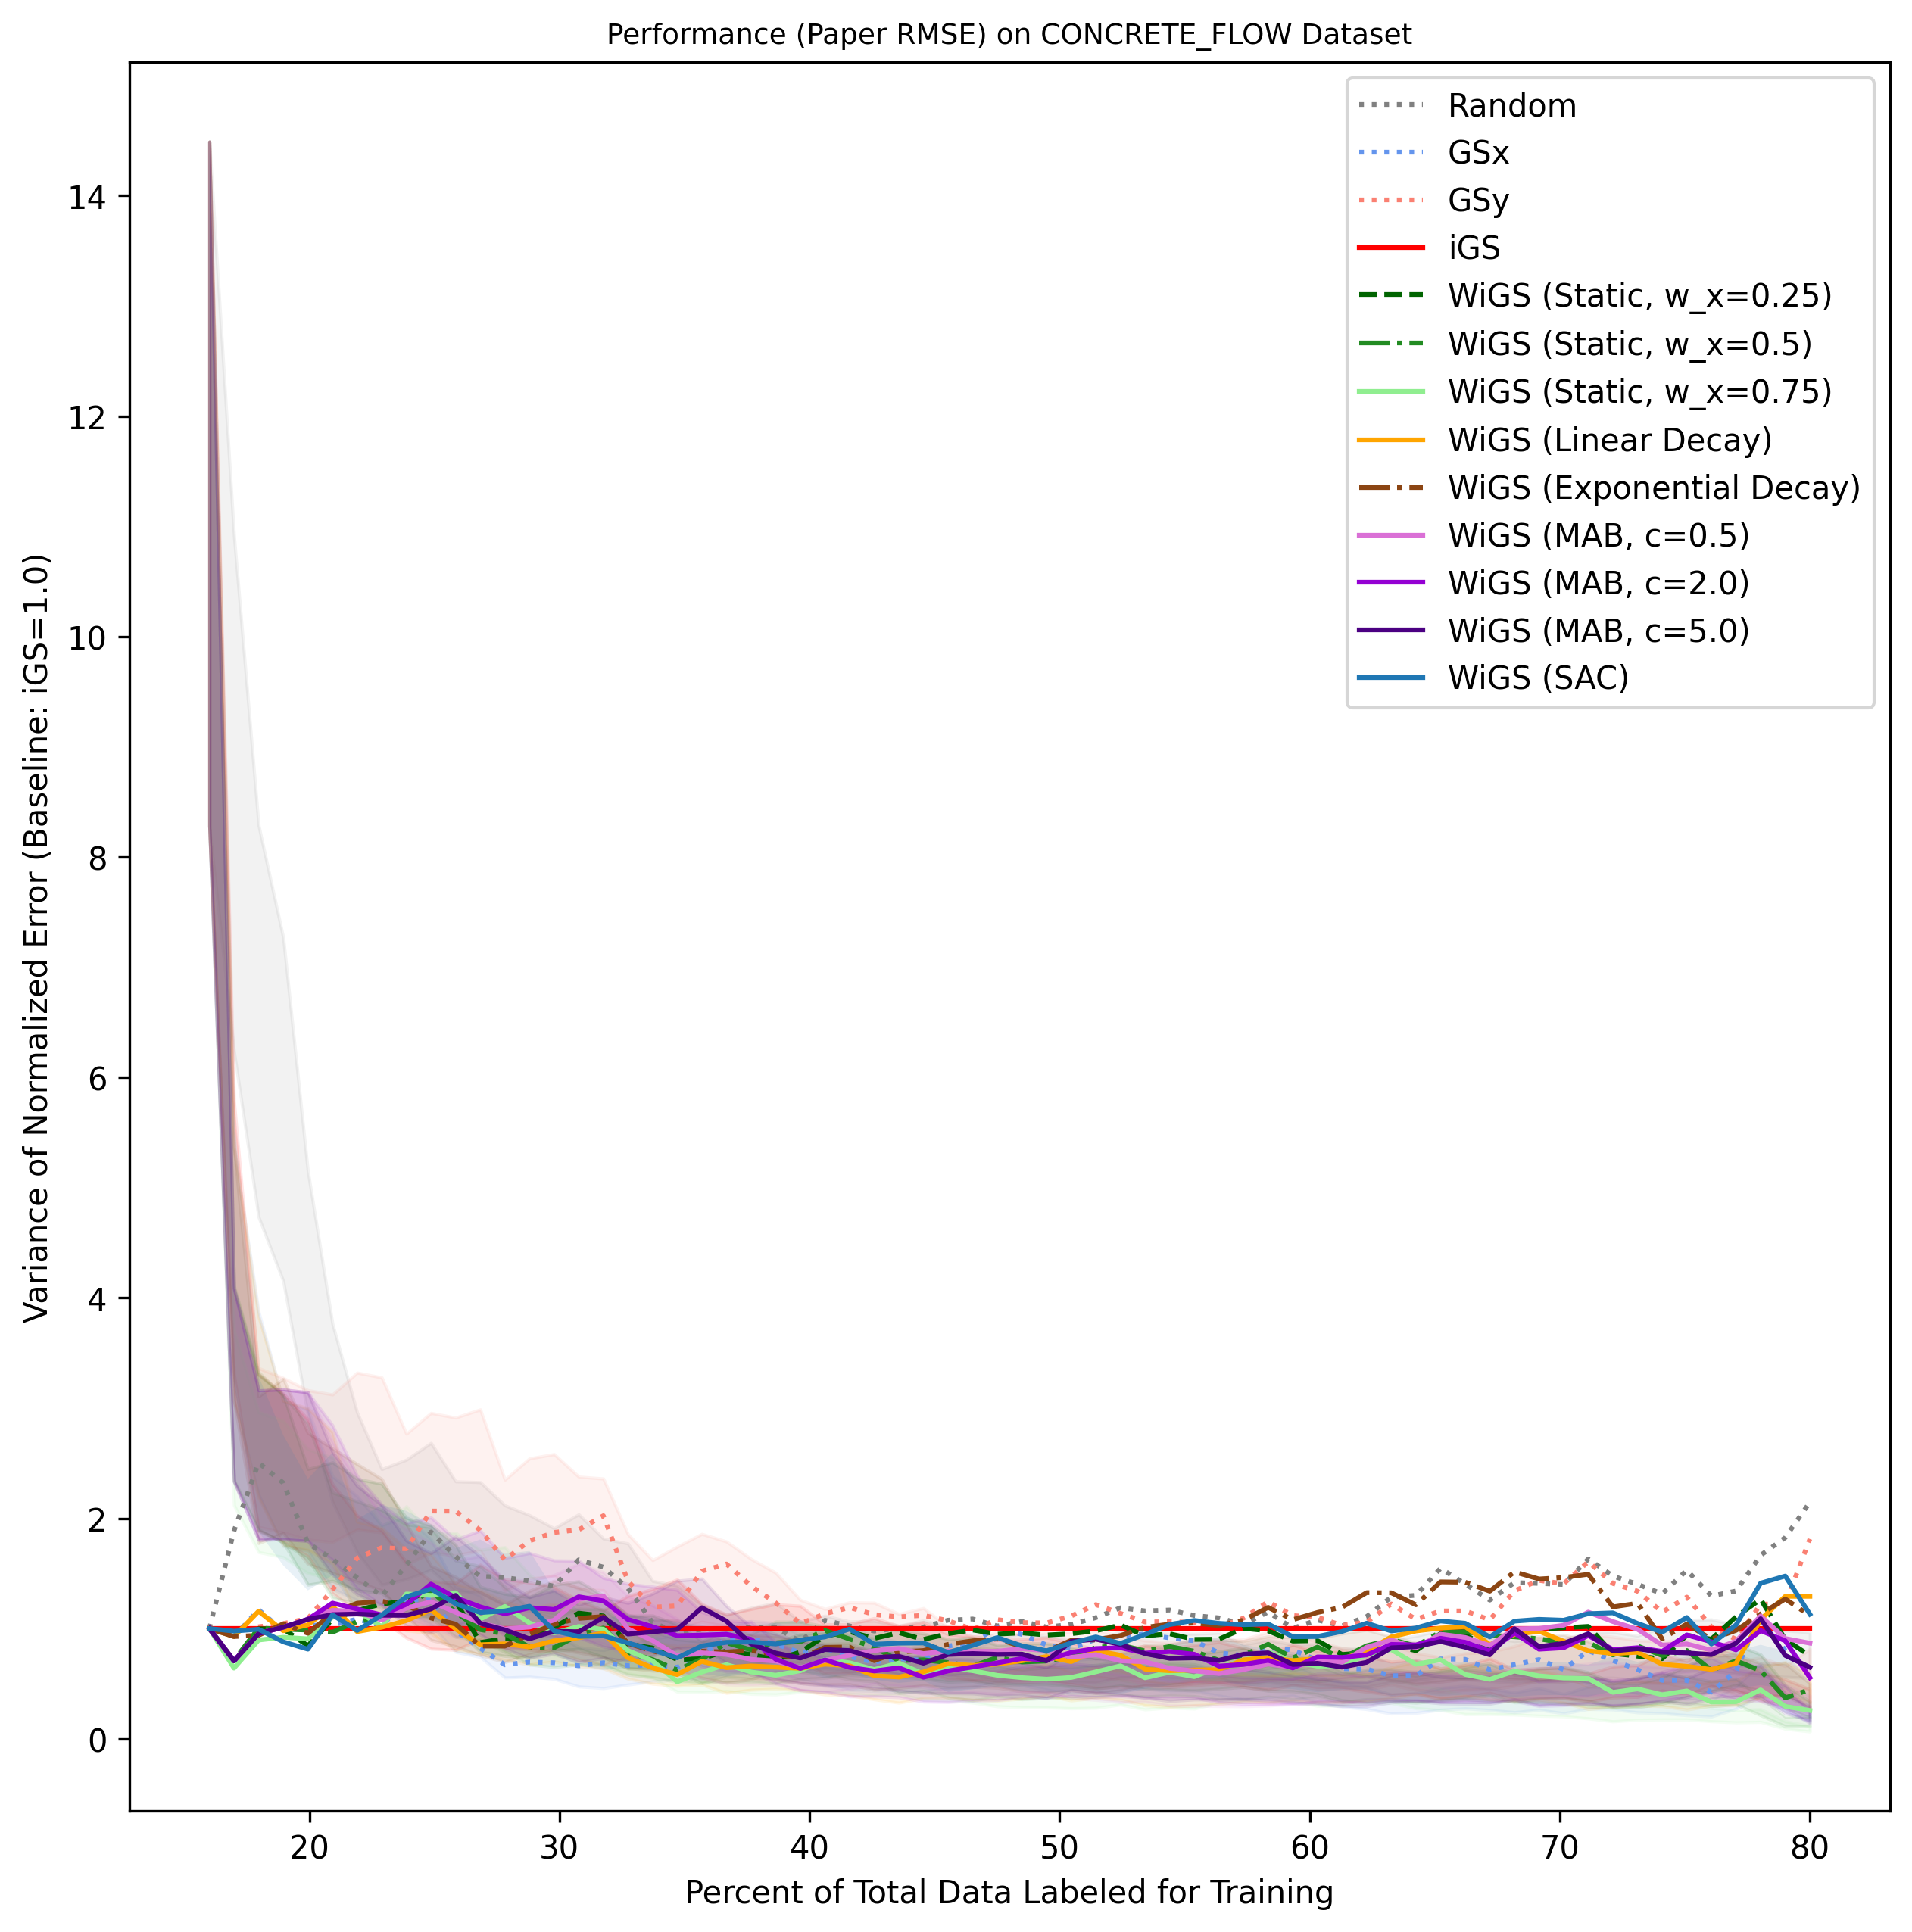 Performance (Paper RMSE) on CONCRETE_FLOW Dataset
Variance of Normalized Error (Baseline: iGS=1.0)
14
12
10
8
6
4
2
0
Random
GSx
GSy
iGS
WiGS (Static, w_x=0.25)
WiGS (Static, w_x=0.5)
WiGS (Static, w_x=0.75)
WiGS (Linear Decay)
WiGS (Exponential Decay)
WiGS (MAB, c=0.5)
WiGS (MAB, c=2.0)
WiGS (MAB, c=5.0)
WiGS (SAC)
20 30 40 50 60 70 80
Percent of Total Data Labeled for Training